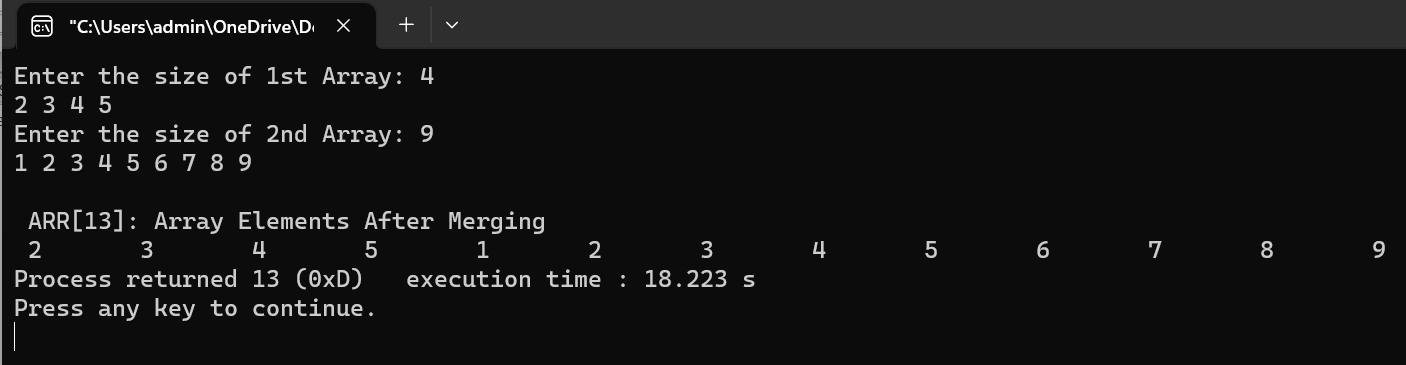 "C:\Users\admin\OneDrive\De
Enter the size of 1st Array: 4
2 3 4 5
Enter the size of 2nd Array: 9
1 2 3 4 5 6 7 8 9
ARR[13]: Array Elements After Merging
2 3 4 5 1 2 3 4 5 6 7 8 9
Process returned 13 (0xD) execution time : 18.223 s
Press any key to continue.